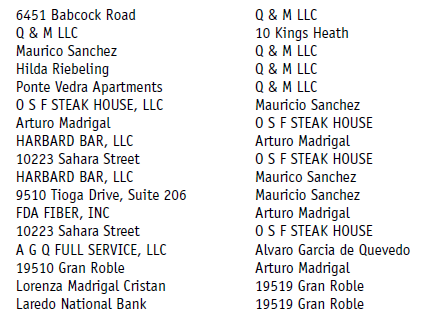 6451 Babcock Road Q & M LLC
Q & M LLC 10 Kings Heath
Maurico Sanchez Q & M LLC
Hilda Riebeling Q & M LLC
Ponte Vedra Apartments Q & M LLC
O S F STEAK HOUSE, LLC Mauricio Sanchez
Arturo Madrigal O S F STEAK HOUSE
HARBARD BAR, LLC Arturo Madrigal
10223 Sahara Street O S F STEAK HOUSE
HARBARD BAR, LLC Maurico Sanchez
9510 Tioga Drive, Suite 206 Mauricio Sanchez
FDA FIBER, INC Arturo Madrigal
10223 Sahara Street O S F STEAK HOUSE
A G Q FULL SERVICE, LLC Alvaro Garcia de Quevedo
19510 Gran Roble Arturo Madrigal
Lorenza Madrigal Cristan 19519 Gran Roble
Laredo National Bank 19519 Gran Roble